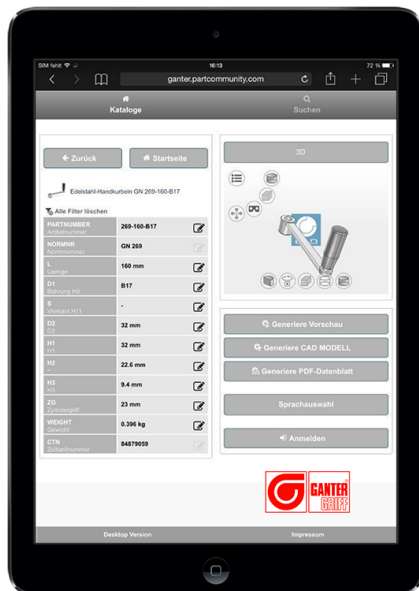 SIM fehlt
16:13
72 %
ganter.partcommunity.com
Kataloge
Suchen
Zurück
Startseite
3D
Edelstahl-Handkurbeln GN 269-160-B17
Alle Filter löschen
PARTNUMBER
Artikelnummer
269-160-B17
NORMNR
Normnummer
GN 269
L
Laenge
160 mm
D1
Bohrung H9
B17
S
Vierkant H11
-
D2
D2
32 mm
H1
H1
32 mm
H2
–
22.6 mm
H3
H3
9.4 mm
ZG
Zylindergriff
23 mm
WEIGHT
Gewicht
0.396 kg
CTN
Zolltarifnummer
84879059
Generiere Vorschau
Generiere CAD MODELL
Generiere PDF-Datenblatt
Sprachauswahl
Anmelden
GANTER
GRIFF
Desktop Version
Impressum